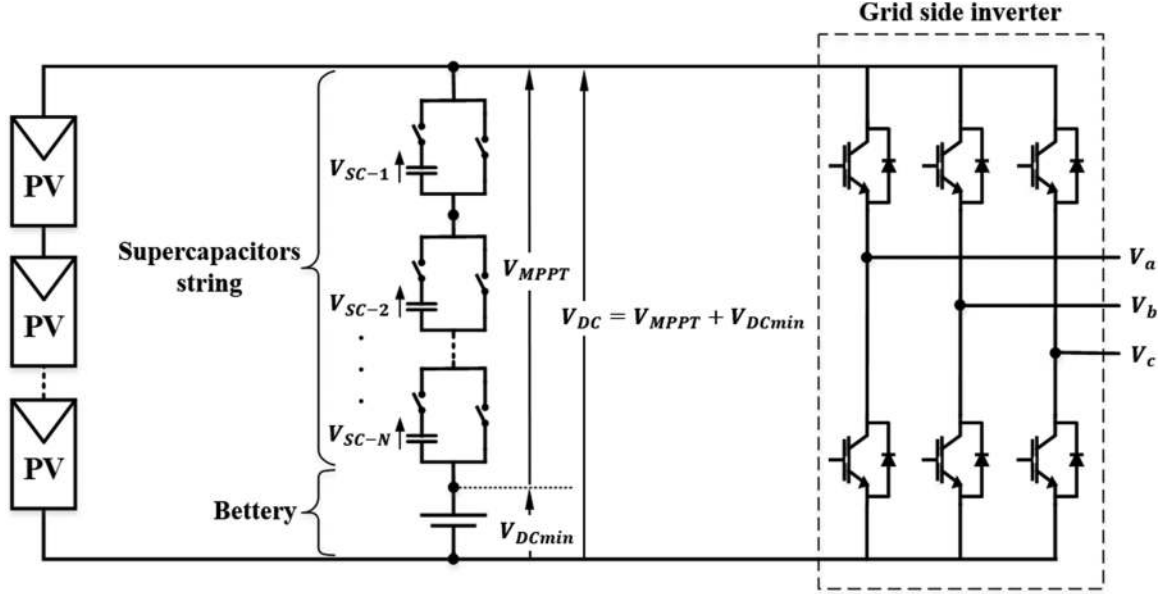 Grid side inverter
PV
PV
PV
Supercapacitors
string
Bettery
V_{SC-1}
V_{SC-2}
V_{SC-N}
V_{MPPT}
V_{DCmin}
V_{DC} = V_{MPPT} + V_{DCmin}
V_a
V_b
V_c